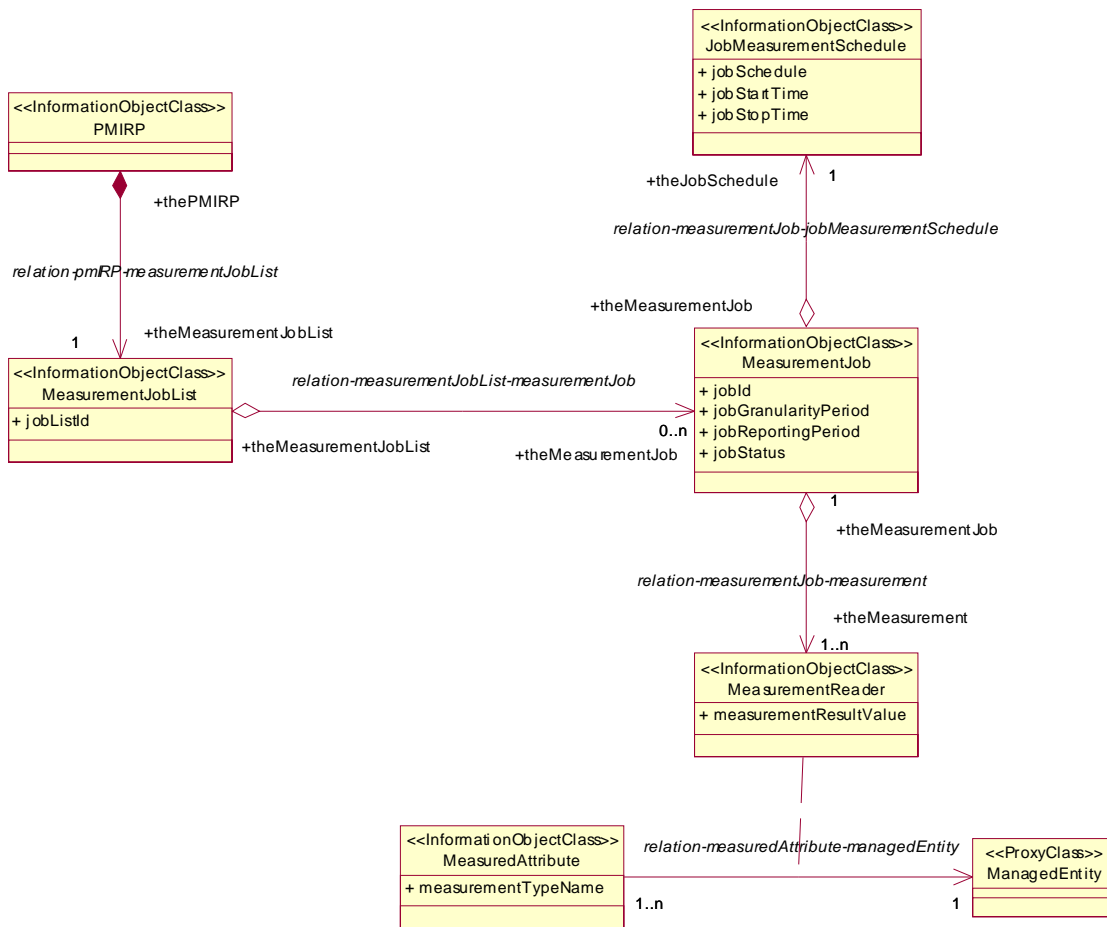 <<InformationObjectClass>>
JobMeasurementSchedule
+ jobSchedule
+ jobStartTime
+ jobStopTime
<<InformationObjectClass>>
PMIRP
+theJobSchedule
1
+thePMIRP
relation-measurementJob-jobMeasurementSchedule
relation-pmIRP-measurementJobList
+theMeasurementJob
1
+theMeasurementJobList
<<InformationObjectClass>>
MeasurementJobList
+ jobListId
relation-measurementJobList-measurementJob
<<InformationObjectClass>>
MeasurementJob
+ jobId
+ jobGranularityPeriod
+ jobReportingPeriod
+ jobStatus
0..n
+theMeasurementJobList
+theMeasurementJob
1
+theMeasurementJob
relation-measurementJob-measurement
+theMeasurement
1..n
<<InformationObjectClass>>
MeasurementReader
+ measurementResultValue
<<InformationObjectClass>>
MeasuredAttribute
+ measurementTypeName
relation-measuredAttribute-managedEntity
<<ProxyClass>>
ManagedEntity
1..n
1